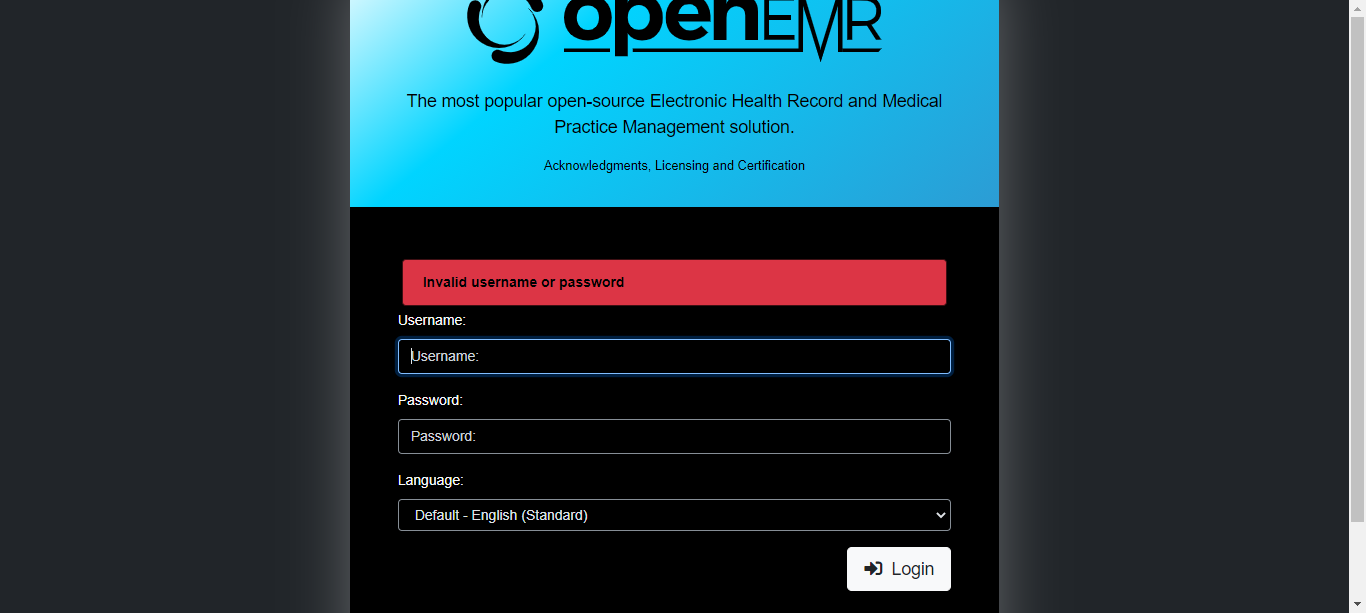 openEMR
The most popular open-source Electronic Health Record and Medical
Practice Management solution.
Acknowledgments, Licensing and Certification
Invalid username or password
Username:
Username:
Password:
Password:
Language:
Default - English (Standard)
Login